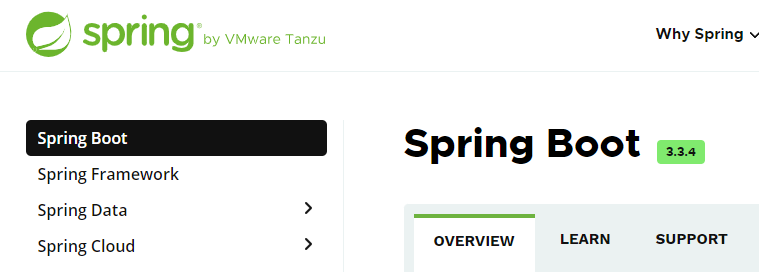 spring® by VMware Tanzu
Why Spring
Spring Boot
Spring Framework
Spring Data
Spring Cloud
Spring Boot 3.3.4
OVERVIEW LEARN SUPPORT